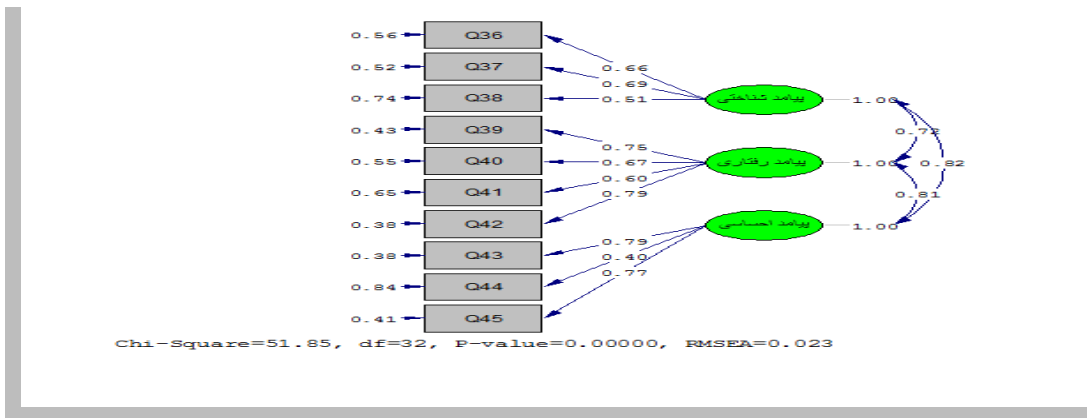 0.56 Q36
0.52 Q37
0.74 Q38
0.43 Q39
0.55 Q40
0.65 Q41
0.38 Q42
0.38 Q43
0.84 Q44
0.41 Q45
0.66
0.69
0.51
0.75
0.67
0.60
0.79
0.79
0.40
0.77
پیامد شناختی
پیامد رفتاری
پیامد احساسی
1.00
1.00
1.00
0.72
0.82
0.81
Chi-Square=51.85, df=32, P-value=0.00000, RMSEA=0.023